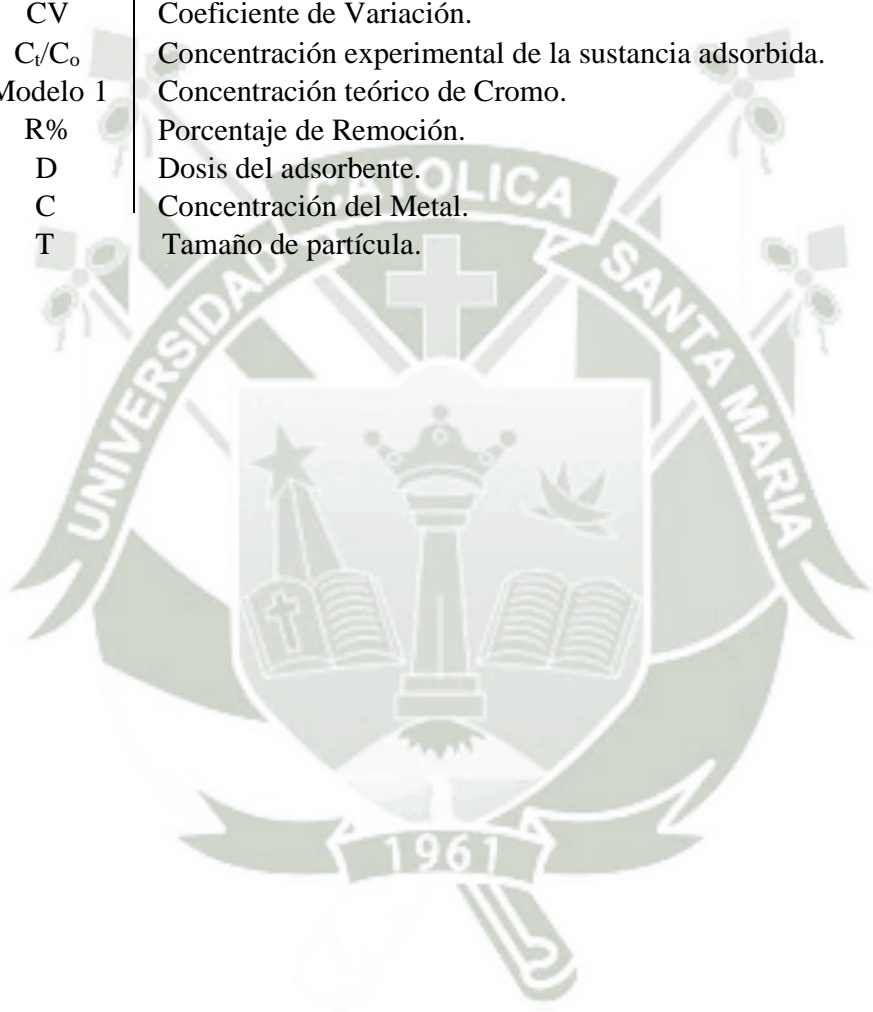 CV Coeficiente de Variación.
Ct/Co Concentración experimental de la sustancia adsorbida.
Modelo 1 Concentración teórico de Cromo.
R% Porcentaje de Remoción.
D Dosis del adsorbente.
C Concentración del Metal.
T Tamaño de partícula.
UNIVERSIDAD CATOLICA SANTA MARIA
1961